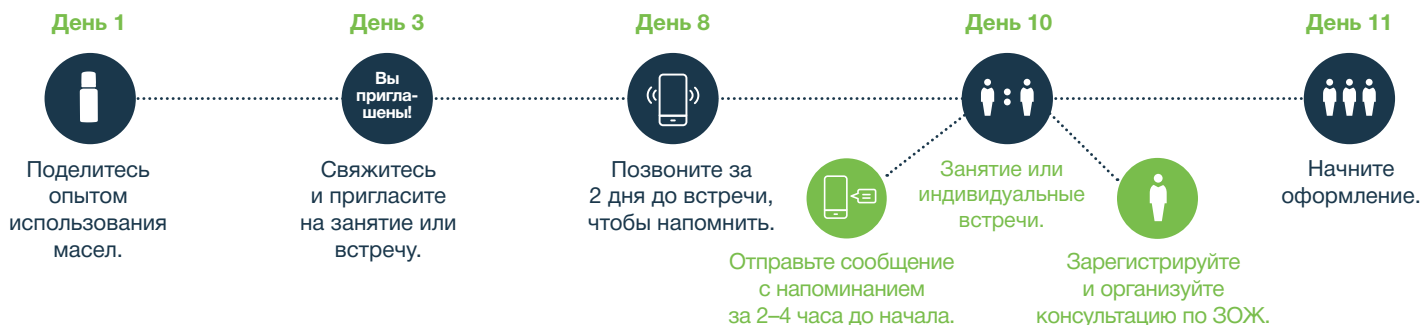 День 1
Поделитесь
опытом
использования
масел.
День 3
Вы
пригла-
шены!
Свяжитесь
и пригласите
на занятие или
встречу.
День 8
Позвоните за
2 дня до встречи,
чтобы напомнить.
День 10
Занятие или
индивидуальные
встречи.
Отправьте сообщение
с напоминанием
за 2–4 часа до начала.
Зарегистрируйте
и организуйте
консультацию по ЗОЖ.
День 11
Начните
оформление.